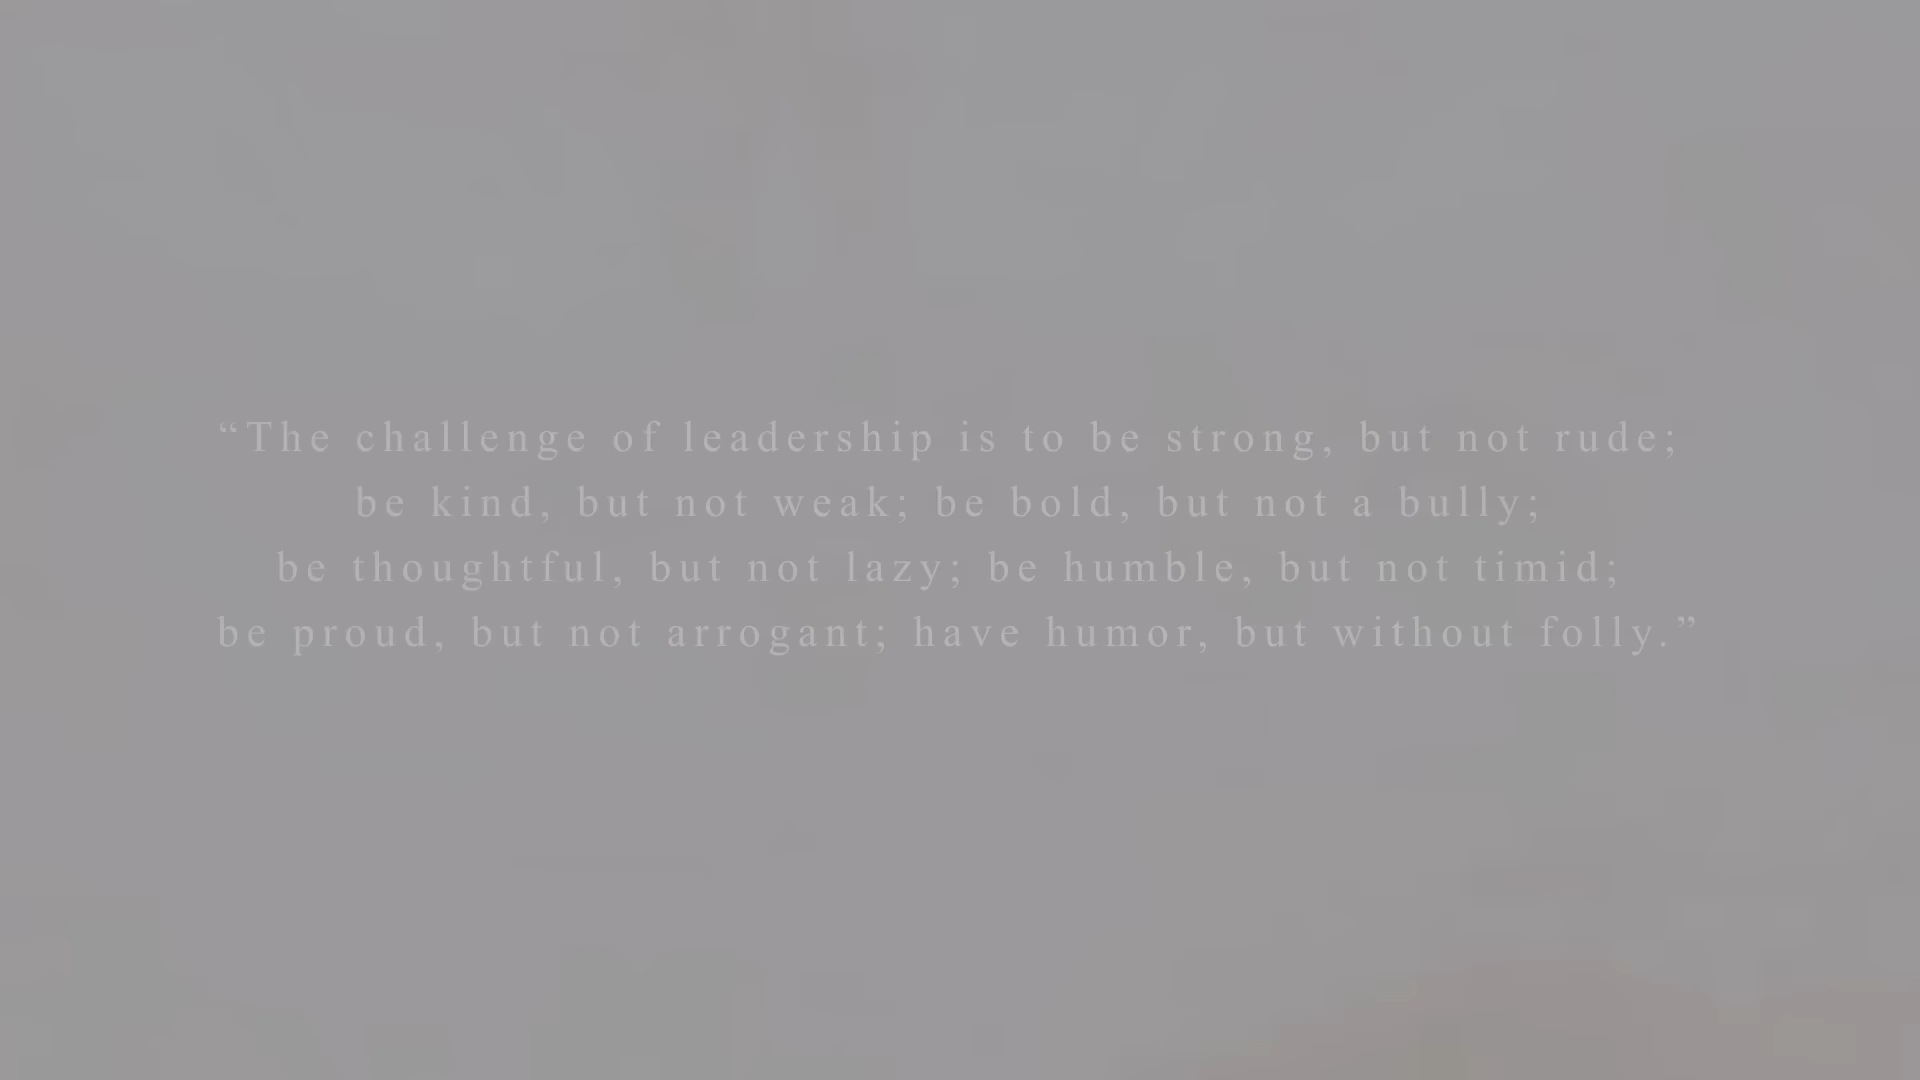 “The challenge of leadership is to be strong, but not rude;
be kind, but not weak; be bold, but not a bully;
be thoughtful, but not lazy; be humble, but not timid;
be proud, but not arrogant; have humor, but without folly.”